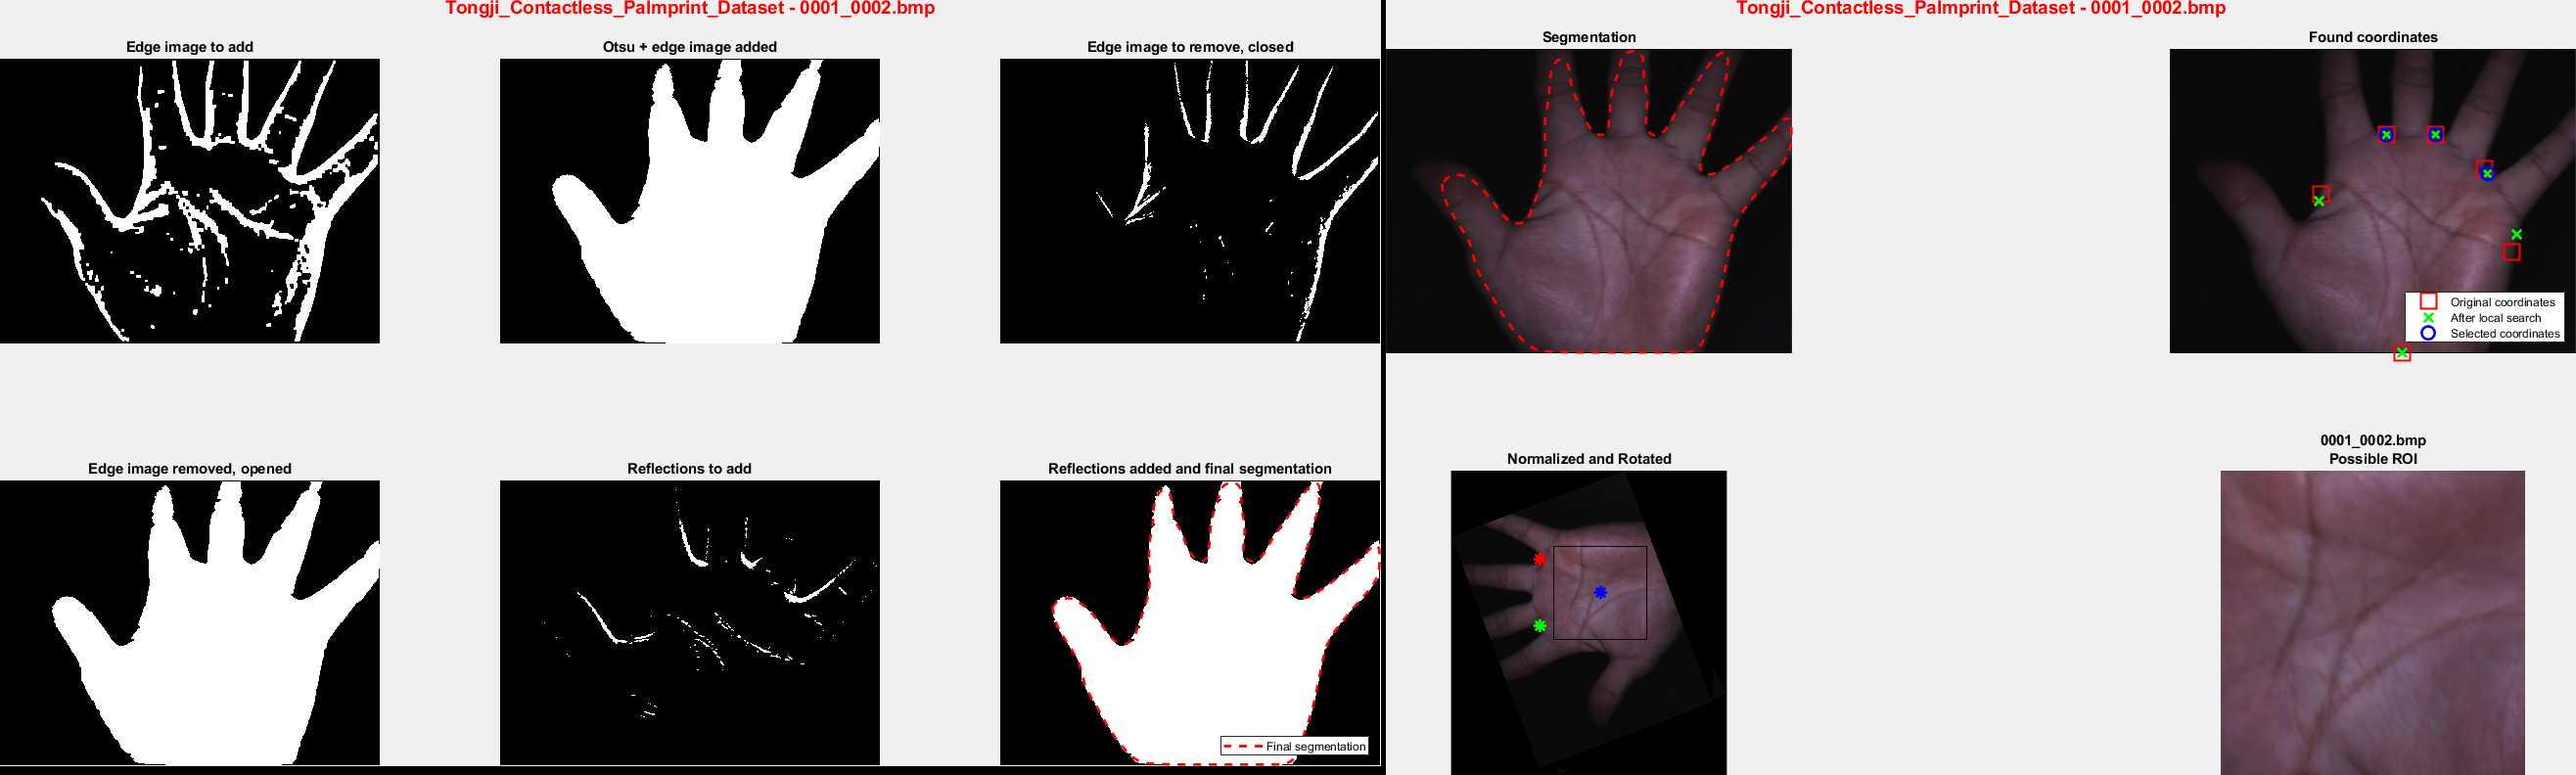 Tongji_Contactless_Palmprint_Dataset - 0001_0002.bmp
Edge image to add
Otsu + edge image added
Edge image to remove, closed
Edge image removed, opened
Reflections to add
Reflections added and final segmentation
Final segmentation
Tongji_Contactless_Palmprint_Dataset - 0001_0002.bmp
Segmentation
Found coordinates
Original coordinates
After local search
Selected coordinates
Normalized and Rotated
0001_0002.bmp
Possible ROI